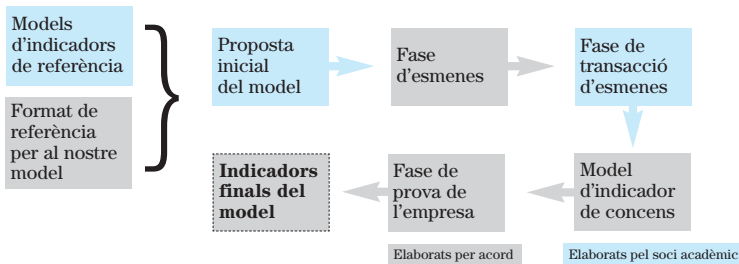 Models
d'indicadors
de referència
Format de
referència
per al nostre
model
Proposta
inicial
del model
Fase
d'esmenes
Fase de
transacció
d'esmenes
Model
d'indicador
de concens
Fase de
prova de
l'empresa
Indicadors
finals del
model
Elaborats per acord
Elaborats pel soci acadèmic